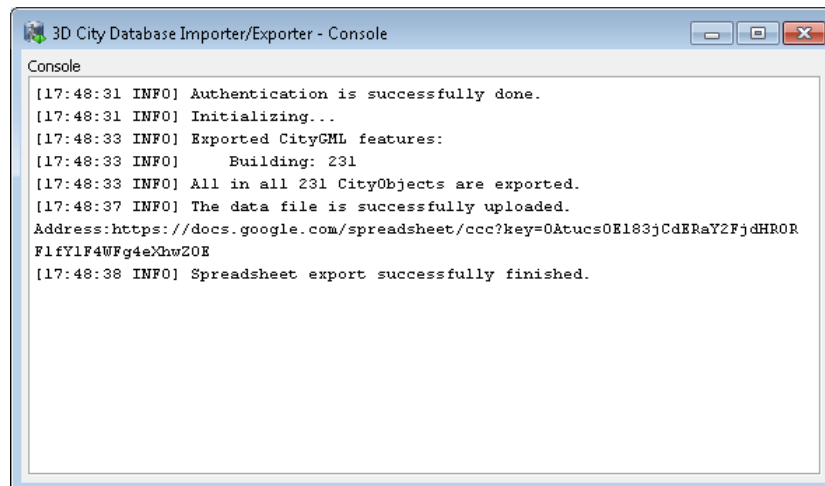 3D City Database Importer/Exporter - Console
Console
[17:48:31 INFO] Authentication is successfully done.
[17:48:31 INFO] Initializing...
[17:48:33 INFO] Exported CityGML features:
[17:48:33 INFO]     Building: 231
[17:48:33 INFO] All in all 231 CityObjects are exported.
[17:48:37 INFO] The data file is successfully uploaded.
Address:https://docs.google.com/spreadsheet/ccc?key=0AtucsOE183jCdERaY2FjdHROR
F1fY1F4WFg4eXhwZ0E
[17:48:38 INFO] Spreadsheet export successfully finished.